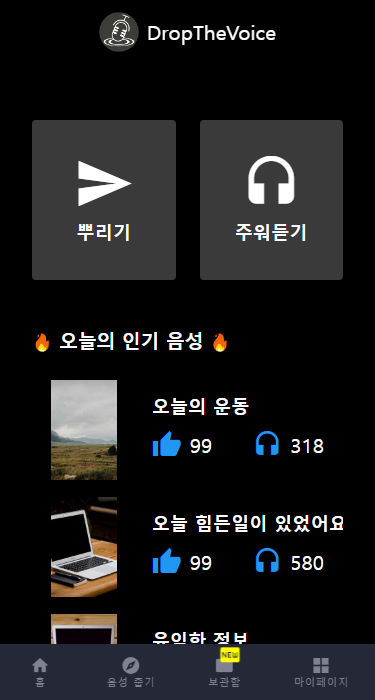 DropTheVoice
뿌리기
주워듣기
🔥 오늘의 인기 음성 🔥
오늘의 운동
99 318
오늘 힘든일이 있었어요
99 580
유익한 정보
NEW
홈 음성 줍기 보관함 마이페이지